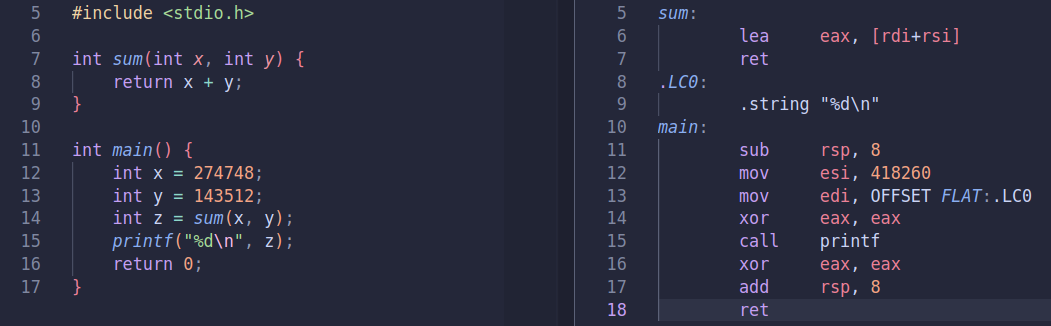 5 #include <stdio.h>
6
7 int sum(int x, int y) {
8 return x + y;
9 }
10
11 int main() {
12 int x = 274748;
13 int y = 143512;
14 int z = sum(x, y);
15 printf("%d\n", z);
16 return 0;
17 }
5 sum:
6 lea eax, [rdi+rsi]
7 ret
8 .LC0:
9 .string "%d\n"
10 main:
11 sub rsp, 8
12 mov esi, 418260
13 mov edi, OFFSET FLAT:.LC0
14 xor eax, eax
15 call printf
16 xor eax, eax
17 add rsp, 8
18 ret